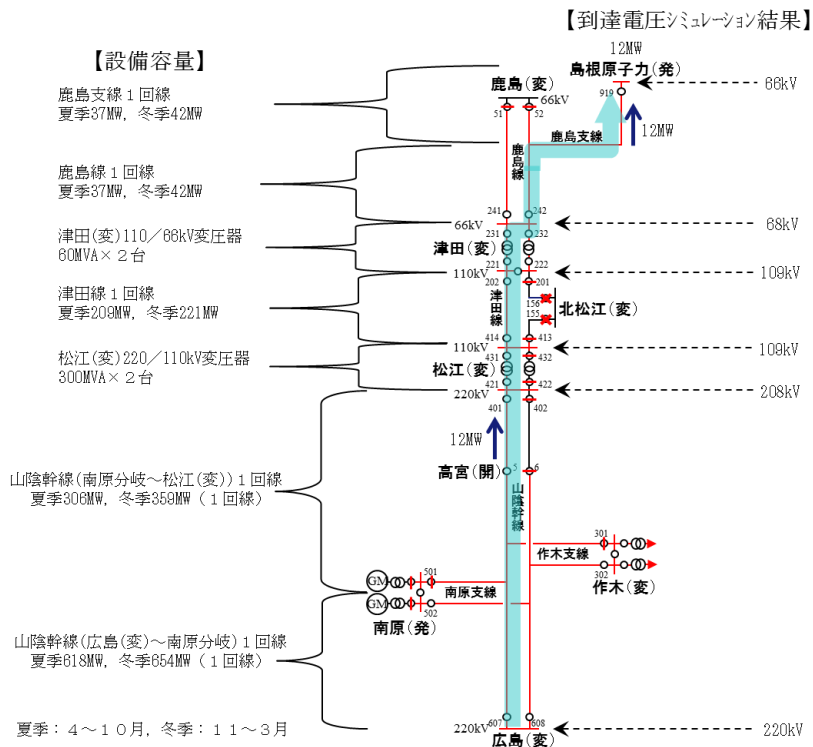 【到達電圧シミュレーション結果】
【設備容量】
12MW
島根原子力(発)
鹿島(変)
66kV
919
66kV
鹿島支線１回線
夏季37MW，冬季42MW
51
52
鹿島支線
12MW
鹿島線
鹿島線１回線
夏季37MW，冬季42MW
241
242
66kV
68kV
231
232
津田(変)110／66kV変圧器
60MVA×２台
津田(変)
221
222
110kV
109kV
202
201
津田線１回線
夏季209MW，冬季221MW
津田線
156
155
北松江(変)
414
413
110kV
109kV
431
432
松江(変)220／110kV変圧器
300MVA×２台
松江(変)
421
422
220kV
208kV
401
402
12MW
高宮(開)
5
6
山陰幹線(南原分岐～松江(変))１回線
夏季306MW，冬季359MW（１回線）
山陰幹線
301
作木支線
302
作木(変)
GM
501
南原支線
GM
502
南原(発)
山陰幹線(広島(変)～南原分岐)１回線
夏季618MW，冬季654MW（１回線）
夏季：４～１０月，冬季：１１～３月
607
608
220kV
220kV
広島(変)